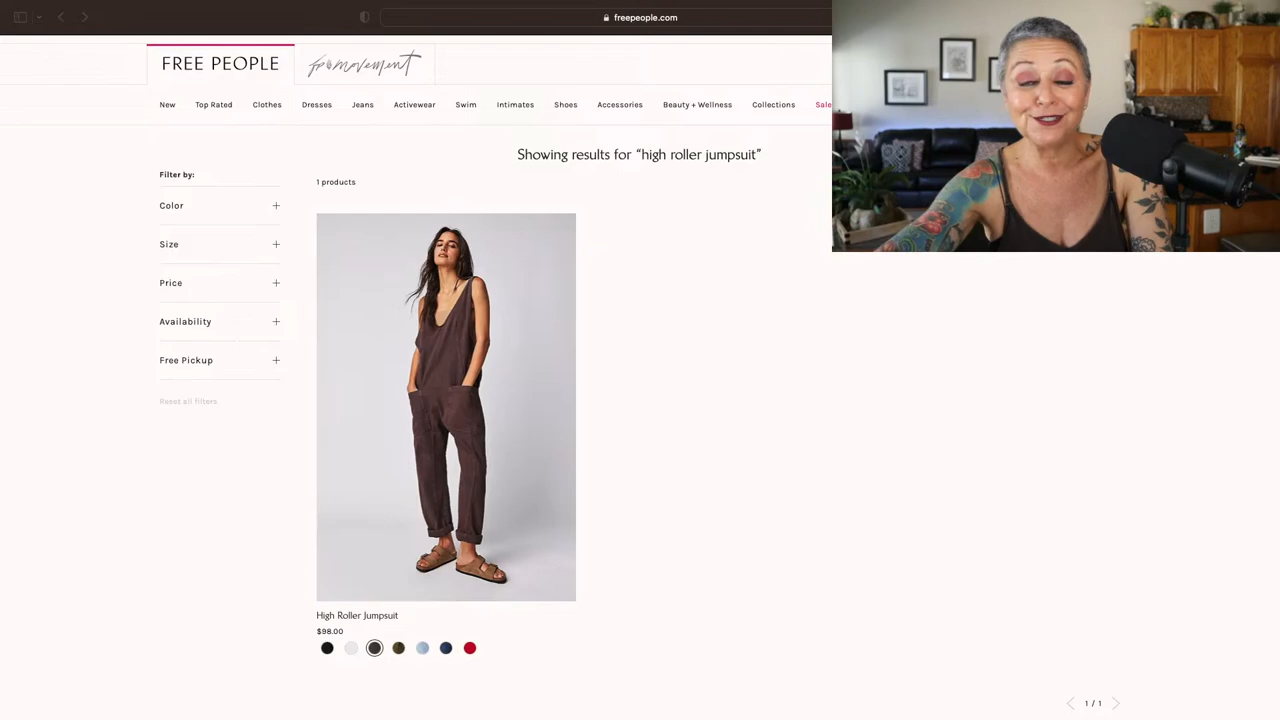 freepeople.com
FREE PEOPLE
fp movement
New Top Rated Clothes Dresses Jeans Activewear Swim Intimates Shoes Accessories Beauty + Wellness Collections Sale
Showing results for “high roller jumpsuit”
1 products
Filter by:
Color
Size
Price
Availability
Free Pickup
Reset all filters
High Roller Jumpsuit
$98.00
1 / 1